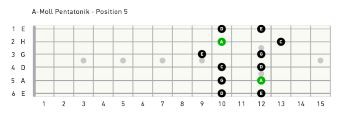 A-Moll Pentatonik - Position 5
1 E D E
2 H A C
3 G E G
4 D C D
5 A G A
6 E D E
1 2 3 4 5 6 7 8 9 10 11 12 13 14 15